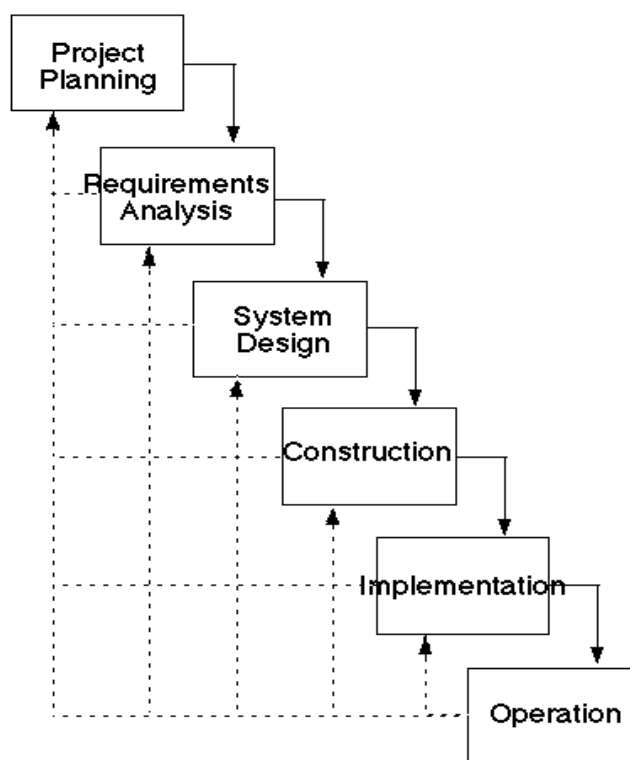 Project
Planning
Requirements
Analysis
System
Design
Construction
Implementation
Operation